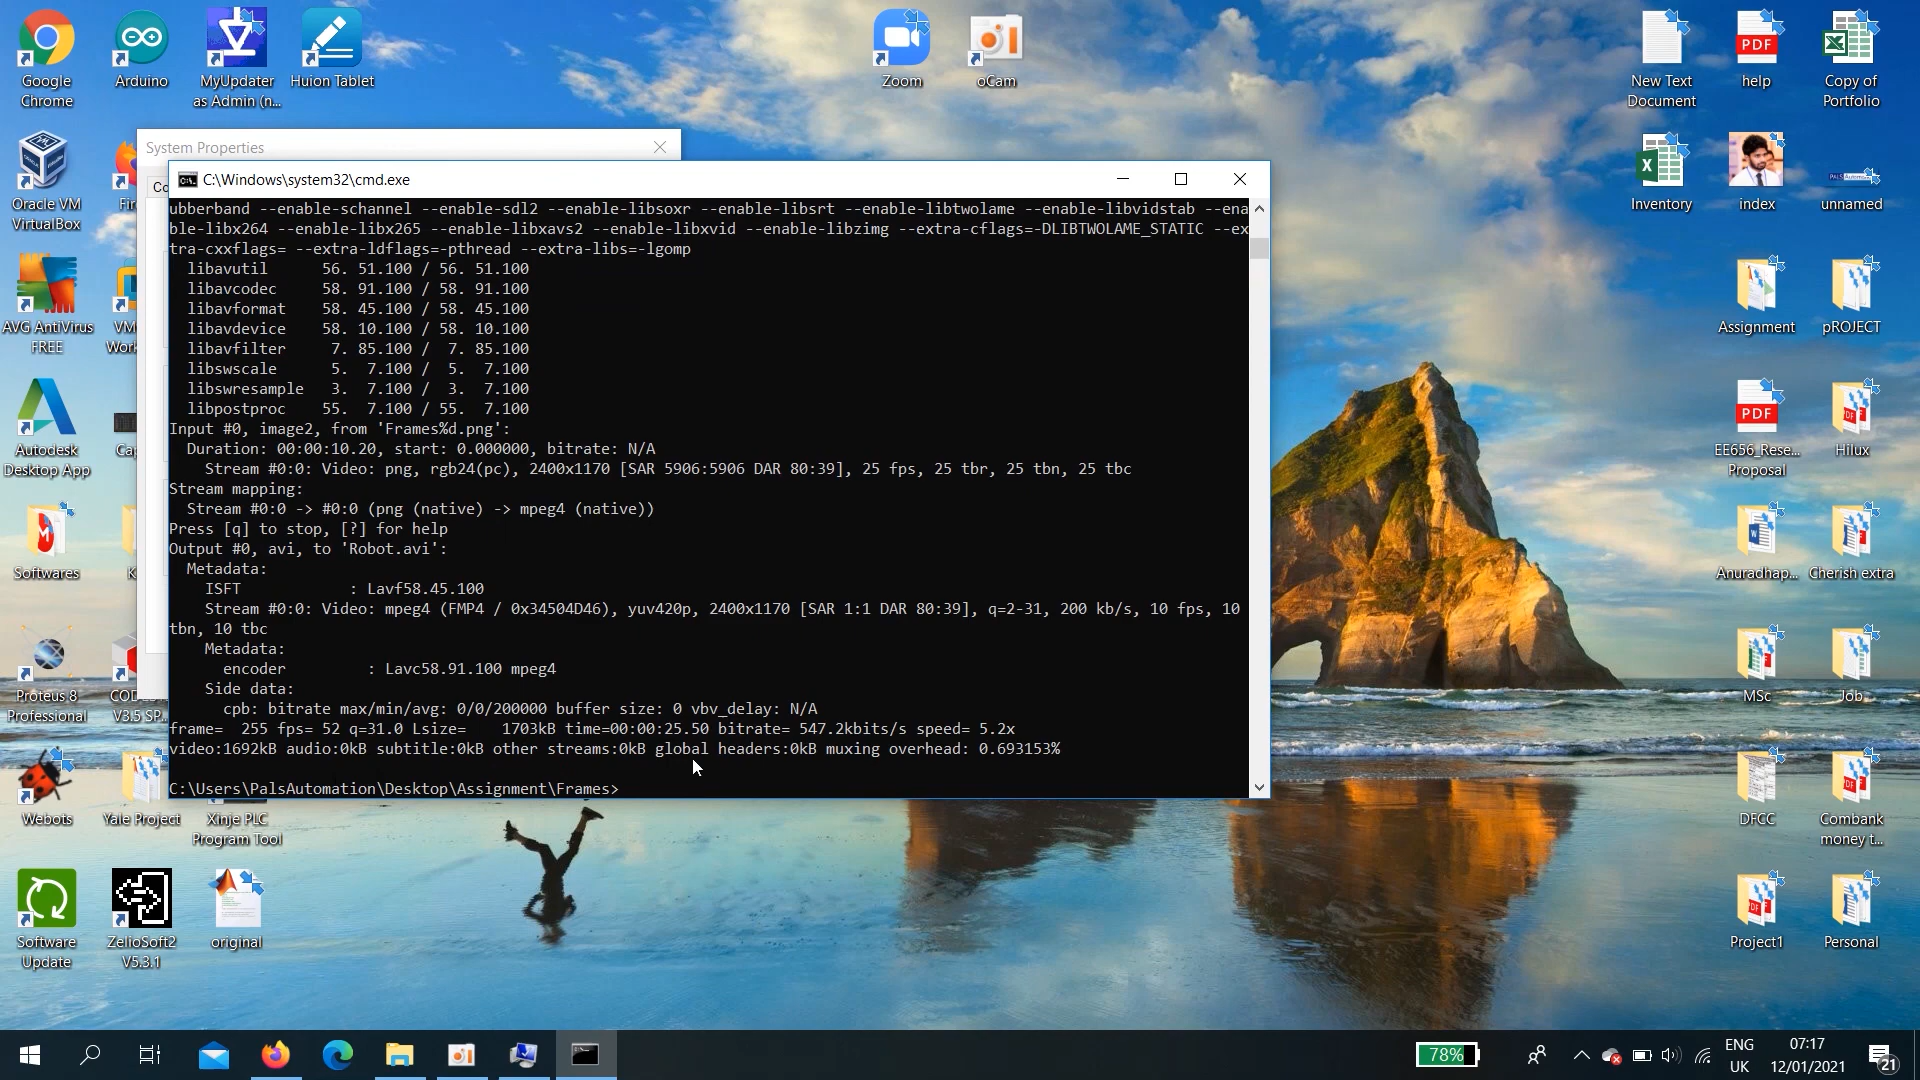 Google
Chrome
Arduino
MyUpdater
as Admin (n...
Huion Tablet
Zoom
oCam
New Text
Document
PDF
help
Copy of
Portfolio
Oracle VM
VirtualBox
Inventory
index
unnamed
AVG AntiVirus
FREE
Assignment
pROJECT
Autodesk
Desktop App
PDF
EE656_Rese...
Proposal
Hilux
Softwares
Anuradhap...
Cherish extra
Proteus 8
Professional
V3.5 SP...
MSc
Job
Webots
Yale Project
Xinje PLC
Program Tool
DFCC
Combank
money t...
Software
Update
ZelioSoft2
V5.3.1
original
Project1
Personal
System Properties
C:\Windows\system32\cmd.exe
ubberband --enable-schannel --enable-sdl2 --enable-libsoxr --enable-libsrt --enable-libtwolame --enable-libvidstab --ena
ble-libx264 --enable-libx265 --enable-libxavs2 --enable-libxvid --enable-libzimg --extra-cflags=-DLIBTWOLAME_STATIC --ex
tra-cxxflags= --extra-ldflags=-pthread --extra-libs=-lgomp
libavutil 56. 51.100 / 56. 51.100
libavcodec 58. 91.100 / 58. 91.100
libavformat 58. 45.100 / 58. 45.100
libavdevice 58. 10.100 / 58. 10.100
libavfilter 7. 85.100 / 7. 85.100
libswscale 5. 7.100 / 5. 7.100
libswresample 3. 7.100 / 3. 7.100
libpostproc 55. 7.100 / 55. 7.100
Input #0, image2, from 'Frames%d.png':
Duration: 00:00:10.20, start: 0.000000, bitrate: N/A
Stream #0:0: Video: png, rgb24(pc), 2400x1170 [SAR 5906:5906 DAR 80:39], 25 fps, 25 tbr, 25 tbn, 25 tbc
Stream mapping:
Stream #0:0 -> #0:0 (png (native) -> mpeg4 (native))
Press [q] to stop, [?] for help
Output #0, avi, to 'Robot.avi':
Metadata:
ISFT : Lavf58.45.100
Stream #0:0: Video: mpeg4 (FMP4 / 0x34504D46), yuv420p, 2400x1170 [SAR 1:1 DAR 80:39], q=2-31, 200 kb/s, 10 fps, 10
tbn, 10 tbc
Metadata:
encoder : Lavc58.91.100 mpeg4
Side data:
cpb: bitrate max/min/avg: 0/0/200000 buffer size: 0 vbv_delay: N/A
frame= 255 fps= 52 q=31.0 Lsize= 1703kB time=00:00:25.50 bitrate= 547.2kbits/s speed= 5.2x
video:1692kB audio:0kB subtitle:0kB other streams:0kB global headers:0kB muxing overhead: 0.693153%
C:\Users\PalsAutomation\Desktop\Assignment\Frames>
78%
ENG
UK
07:17
12/01/2021
21